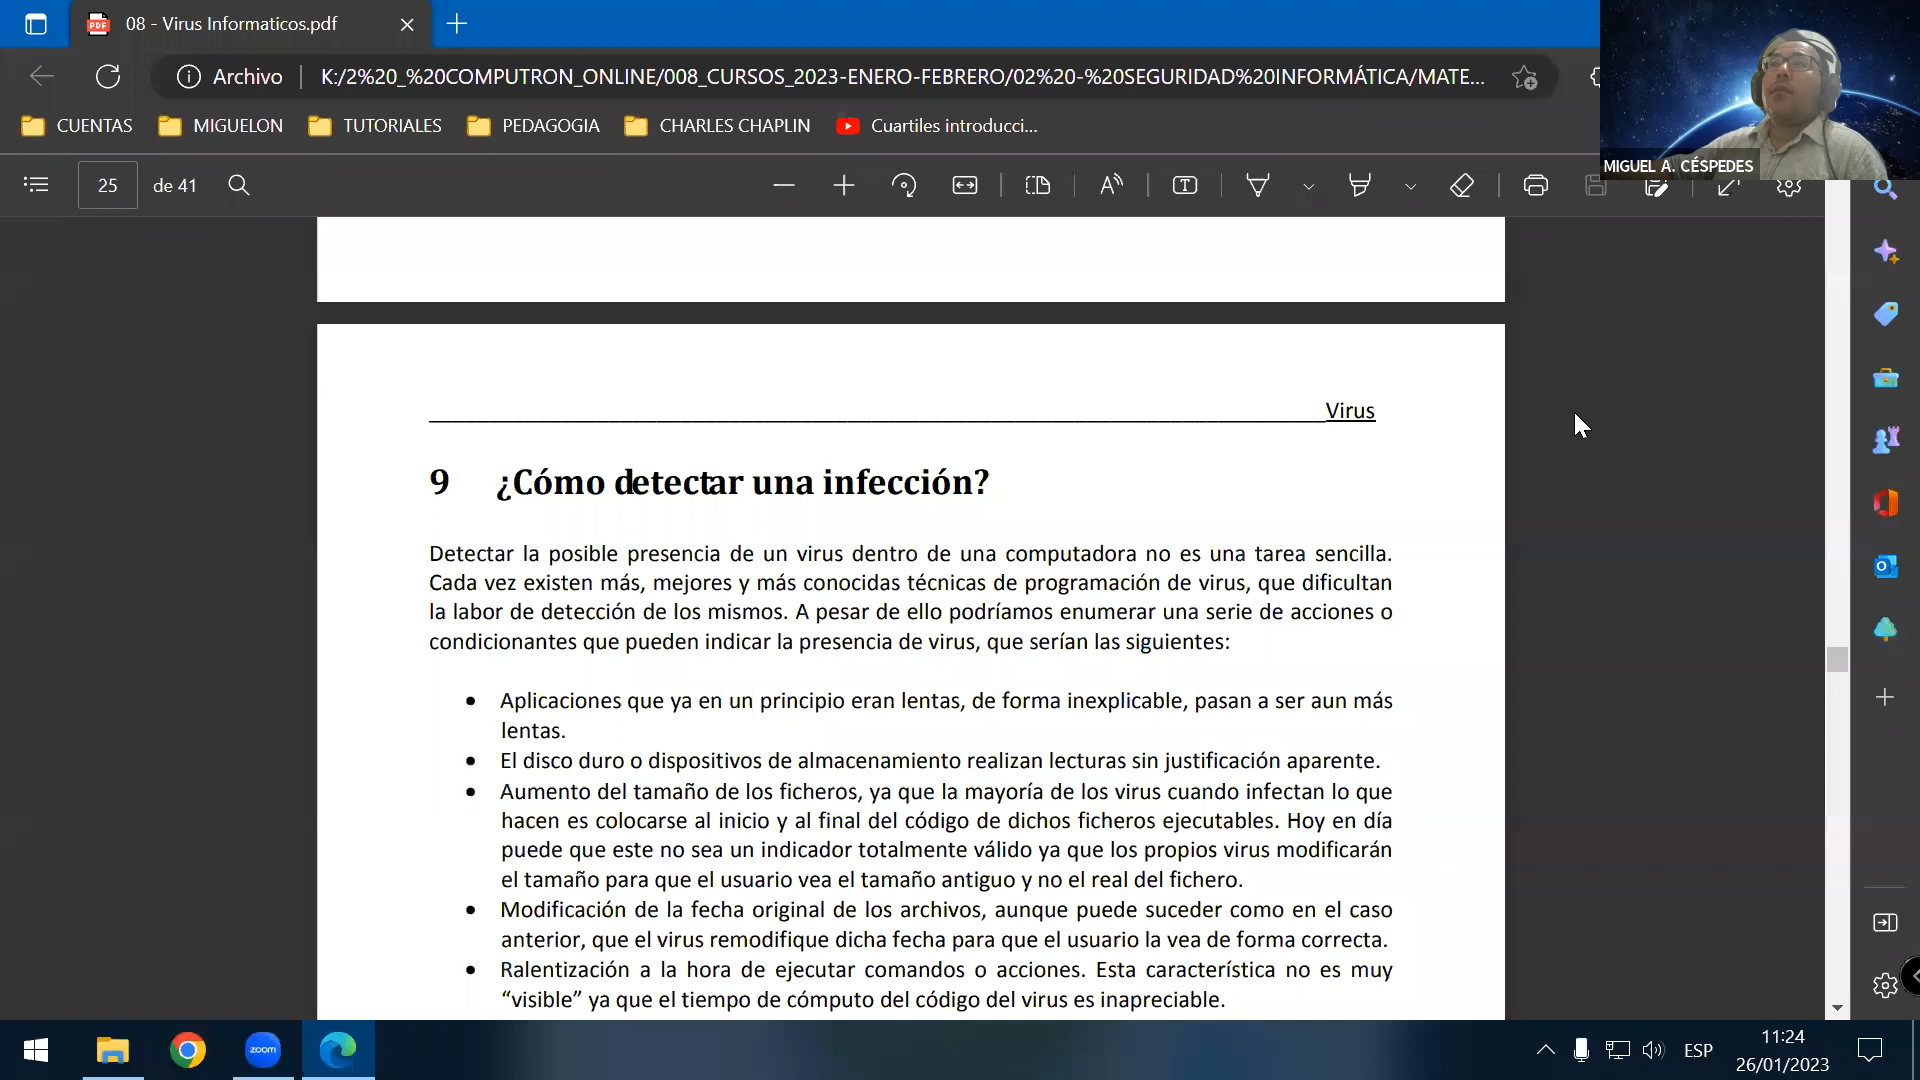 08 - Virus Informaticos.pdf
Archivo
K:/2%20_%20COMPUTRON_ONLINE/008_CURSOS_2023-ENERO-FEBRERO/02%20-%20SEGURIDAD%20INFORMÁTICA/MATE...
CUENTAS
MIGUELON
TUTORIALES
PEDAGOGIA
CHARLES CHAPLIN
Cuartiles introducci...
MIGUEL A. CÉSPEDES
25
de 41
Virus
9 ¿Cómo detectar una infección?
Detectar la posible presencia de un virus dentro de una computadora no es una tarea sencilla.
Cada vez existen más, mejores y más conocidas técnicas de programación de virus, que dificultan
la labor de detección de los mismos. A pesar de ello podríamos enumerar una serie de acciones o
condicionantes que pueden indicar la presencia de virus, que serían las siguientes:
• Aplicaciones que ya en un principio eran lentas, de forma inexplicable, pasan a ser aun más
lentas.
• El disco duro o dispositivos de almacenamiento realizan lecturas sin justificación aparente.
• Aumento del tamaño de los ficheros, ya que la mayoría de los virus cuando infectan lo que
hacen es colocarse al inicio y al final del código de dichos ficheros ejecutables. Hoy en día
puede que este no sea un indicador totalmente válido ya que los propios virus modificarán
el tamaño para que el usuario vea el tamaño antiguo y no el real del fichero.
• Modificación de la fecha original de los archivos, aunque puede suceder como en el caso
anterior, que el virus remodifique dicha fecha para que el usuario la vea de forma correcta.
• Ralentización a la hora de ejecutar comandos o acciones. Esta característica no es muy
“visible” ya que el tiempo de cómputo del código del virus es inapreciable.
zoom
ESP
11:24
26/01/2023